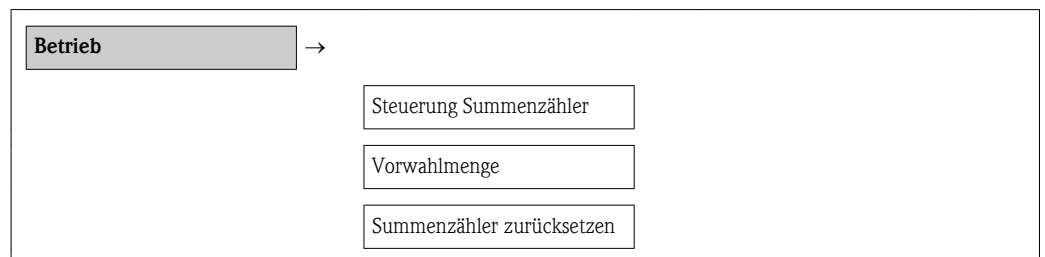 Betrieb →
Steuerung Summenzähler
Vorwahlmenge
Summenzähler zurücksetzen